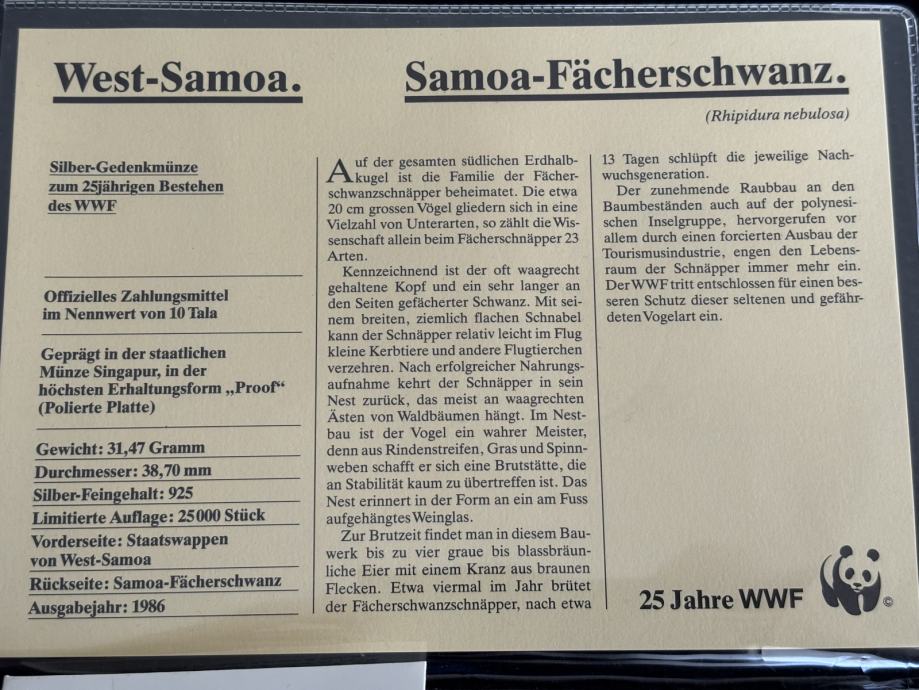 West-Samoa.
Samoa-Fächerschwanz.
(Rhipidura nebulosa)
Silber-Gedenkmünze
zum 25jährigen Bestehen
des WWF
Offizielles Zahlungsmittel
im Nennwert von 10 Tala
Geprägt in der staatlichen
Münze Singapur, in der
höchsten Erhaltungsform „Proof“
(Polierte Platte)
Gewicht: 31,47 Gramm
Durchmesser: 38,70 mm
Silber-Feingehalt: 925
Limitierte Auflage: 25000 Stück
Vorderseite: Staatswappen
von West-Samoa
Rückseite: Samoa-Fächerschwanz
Ausgabejahr: 1986
Auf der gesamten südlichen Erdhalb-
kugel ist die Familie der Fächer-
schwanzschnäpper beheimatet. Die etwa
20 cm grossen Vögel gliedern sich in eine
Vielzahl von Unterarten, so zählt die Wis-
senschaft allein beim Fächerschnäpper 23
Arten.
Kennzeichnend ist der oft waagrecht
gehaltene Kopf und ein sehr langer an
den Seiten gefächerter Schwanz. Mit sei-
nem breiten, ziemlich flachen Schnabel
kann der Schnäpper relativ leicht im Flug
kleine Kerbtiere und andere Flugtierchen
verzehren. Nach erfolgreicher Nahrungs-
aufnahme kehrt der Schnäpper in sein
Nest zurück, das meist an waagrechten
Ästen von Waldbäumen hängt. Im Nest-
bau ist der Vogel ein wahrer Meister,
denn aus Rindenstreifen, Gras und Spinn-
weben schafft er sich eine Brutstätte, die
an Stabilität kaum zu übertreffen ist. Das
Nest erinnert in der Form an ein am Fuss
aufgehängtes Weinglas.
Zur Brutzeit findet man in diesem Bau-
werk bis zu vier graue bis blassbräun-
liche Eier mit einem Kranz aus braunen
Flecken. Etwa viermal im Jahr brütet
der Fächerschwanzschnäpper, nach etwa
13 Tagen schlüpft die jeweilige Nach-
wuchsgeneration.
Der zunehmende Raubbau an den
Baumbeständen auch auf der polynesi-
schen Inselgruppe, hervorgerufen vor
allem durch einen forcierten Ausbau der
Tourismusindustrie, engen den Lebens-
raum der Schnäpper immer mehr ein.
Der WWF tritt entschlossen für einen bes-
seren Schutz dieser seltenen und gefähr-
deten Vogelart ein.
25 Jahre WWF
©